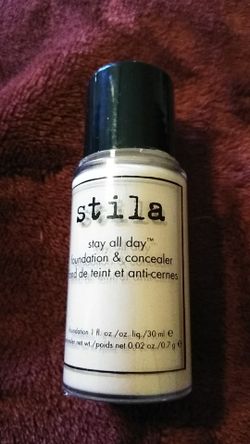 stila
stay all day™
foundation & concealer
fond de teint et anti-cernes
foundation 1 fl. oz./oz. liq./30 ml e
net wt./poids net 0.02 oz./0.7 g e